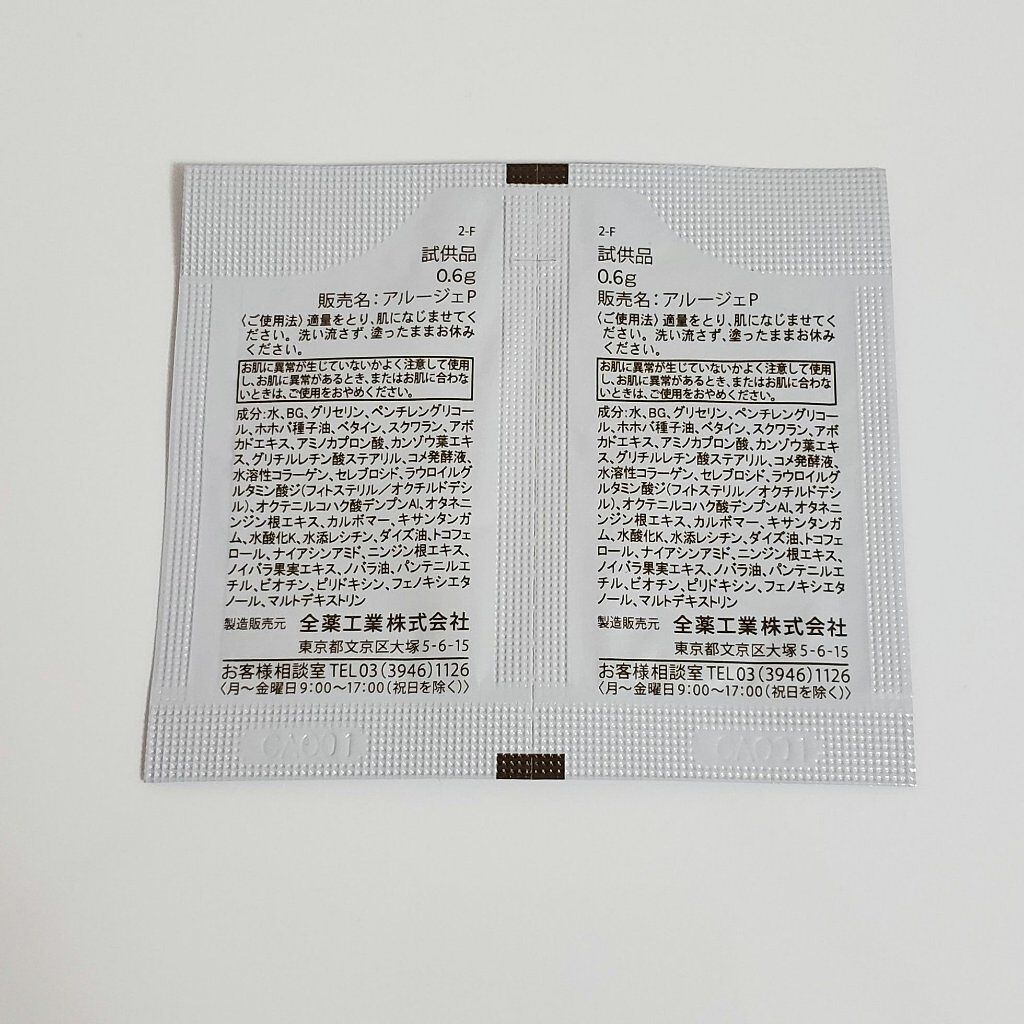 2-F
試供品
0.6g
販売名:アルージェP
〈ご使用法〉適量をとり、肌になじませてく
ださい。洗い流さず、塗ったままお休み
ください。
お肌に異常が生じていないかよく注意して使用
し、お肌に異常があるとき、またはお肌に合わな
いときは、ご使用をおやめください。
成分:水、BG、グリセリン、ペンチレングリコー
ル、ホホバ種子油、ベタイン、スクワラン、アボ
カドエキス、アミノカプロン酸、カンゾウ葉エキ
ス、グリチルレチン酸ステアリル、コメ発酵液、
水溶性コラーゲン、セレブロシド、ラウロイルグ
ルタミン酸ジ(フィトステリル/オクチルドデシ
ル)、オクテニルコハク酸デンプンAl、オタネニ
ンジン根エキス、カルボマー、キサンタンガ
ム、水酸化K、水添レシチン、ダイズ油、トコフェ
ロール、ナイアシンアミド、ニンジン根エキス、
ノイバラ果実エキス、ノバラ油、パンテニルエ
チル、ビオチン、ピリドキシン、フェノキシエタ
ノール、マルトデキストリン
製造販売元 全薬工業株式会社
東京都文京区大塚5-6-15
お客様相談室 TEL 03(3946)1126
〈月〜金曜日9:00〜17:00(祝日を除く)〉
CA001
2-F
試供品
0.6g
販売名:アルージェP
〈ご使用法〉適量をとり、肌になじませてく
ださい。洗い流さず、塗ったままお休み
ください。
お肌に異常が生じていないかよく注意して使用
し、お肌に異常があるとき、またはお肌に合わな
いときは、ご使用をおやめください。
成分:水、BG、グリセリン、ペンチレングリコー
ル、ホホバ種子油、ベタイン、スクワラン、アボ
カドエキス、アミノカプロン酸、カンゾウ葉エキ
ス、グリチルレチン酸ステアリル、コメ発酵液、
水溶性コラーゲン、セレブロシド、ラウロイルグ
ルタミン酸ジ(フィトステリル/オクチルドデシ
ル)、オクテニルコハク酸デンプンAl、オタネニ
ンジン根エキス、カルボマー、キサンタンガ
ム、水酸化K、水添レシチン、ダイズ油、トコフェ
ロール、ナイアシンアミド、ニンジン根エキス、
ノイバラ果実エキス、ノバラ油、パンテニルエ
チル、ビオチン、ピリドキシン、フェノキシエタ
ノール、マルトデキストリン
製造販売元 全薬工業株式会社
東京都文京区大塚5-6-15
お客様相談室 TEL 03(3946)1126
〈月〜金曜日9:00〜17:00(祝日を除く)〉
CA001